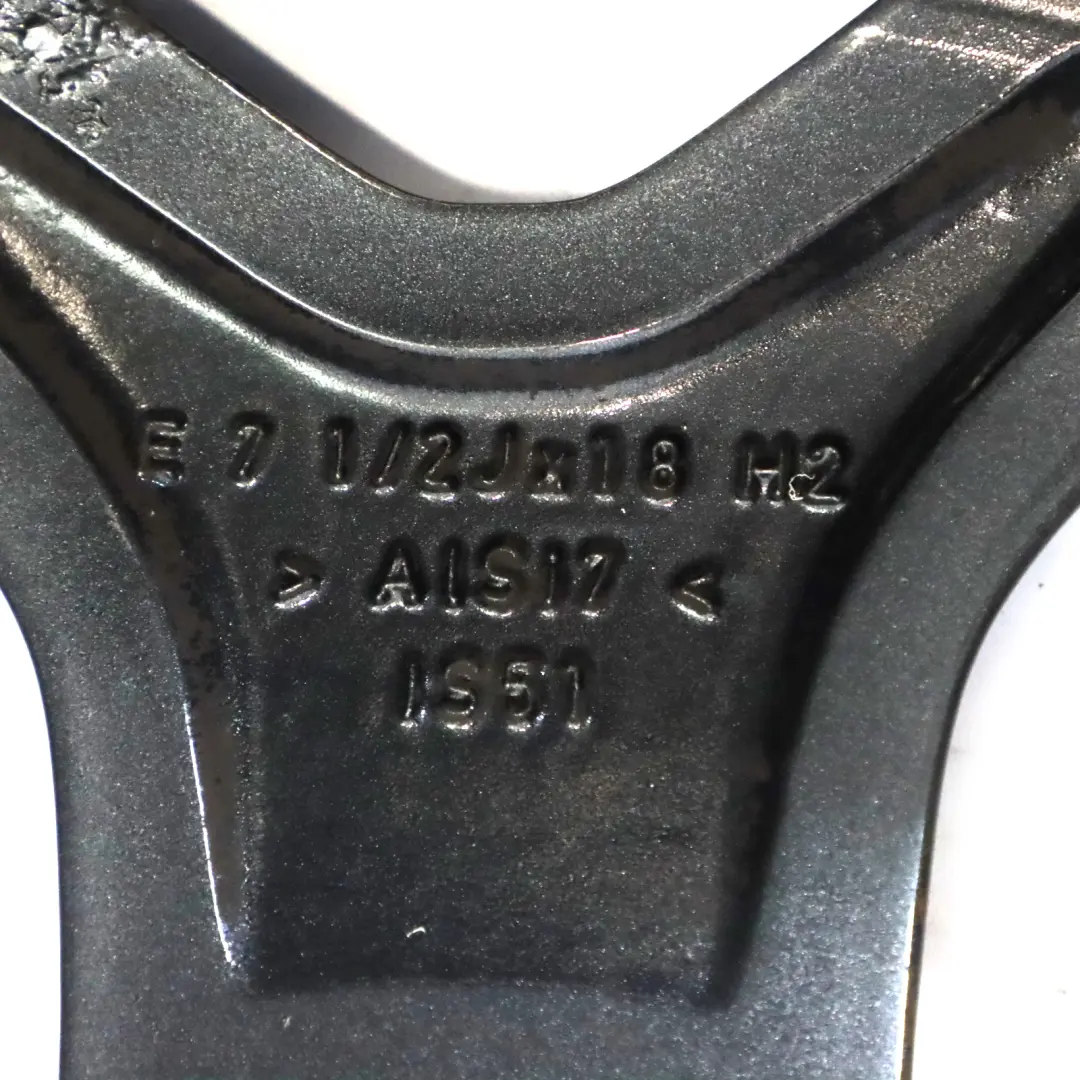 E 7 1/2Jx18 H2
> AlSi7 <
IS51